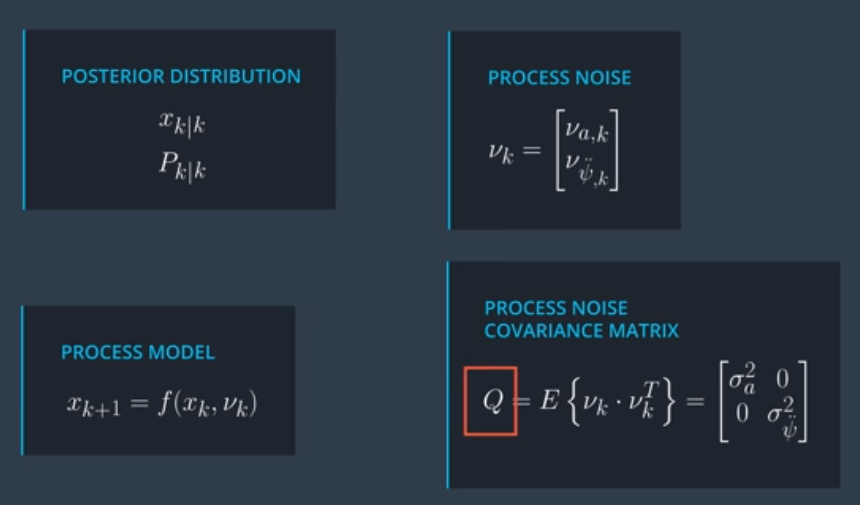 POSTERIOR DISTRIBUTION
x_{k|k}
P_{k|k}
PROCESS NOISE
ν_k = [ν_{a,k}
ν_{ψ̈,k}]
PROCESS MODEL
x_{k+1} = f(x_k, ν_k)
PROCESS NOISE
COVARIANCE MATRIX
Q = E {ν_k · ν_k^T} = [σ_a^2 0
0 σ_{ψ̈}^2]